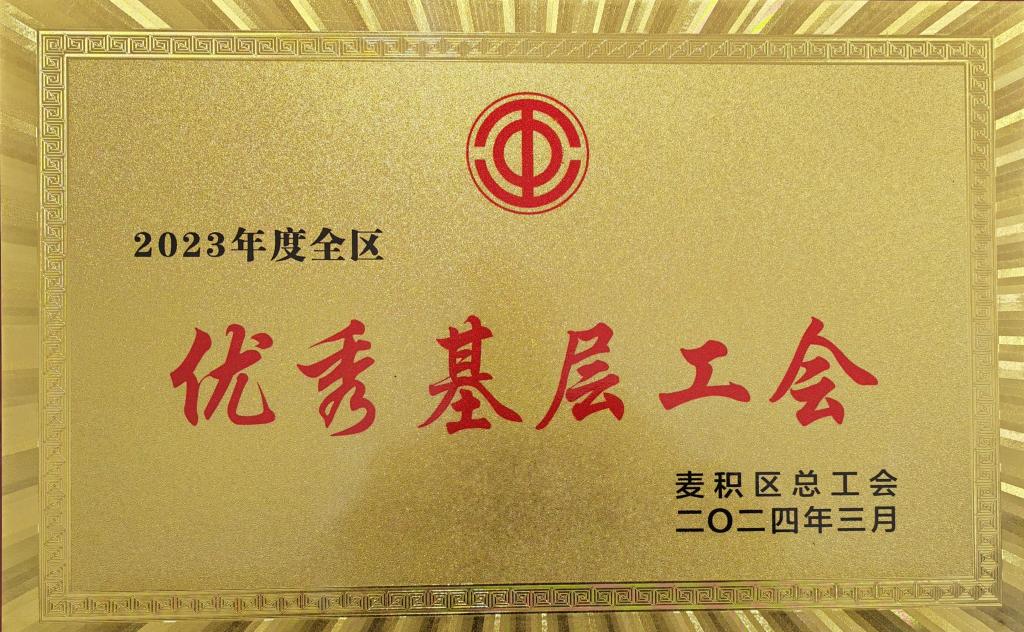 2023年度全区
优秀基层工会
麦积区总工会
二〇二四年三月